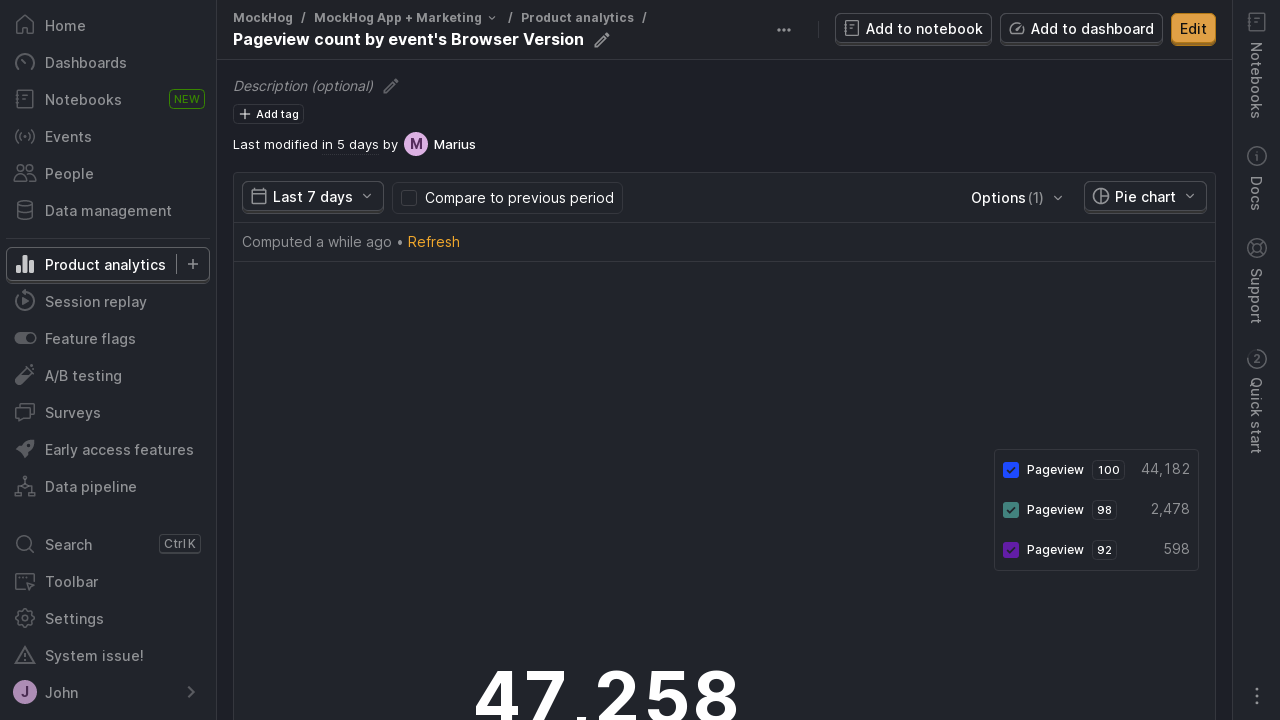 Home
Dashboards
Notebooks NEW
Events
People
Data management
Product analytics
Session replay
Feature flags
A/B testing
Surveys
Early access features
Data pipeline
Search Ctrl K
Toolbar
Settings
System issue!
J John
MockHog / MockHog App + Marketing / Product analytics /
Pageview count by event's Browser Version
Add to notebook
Add to dashboard
Edit
Description (optional)
Add tag
Last modified in 5 days by M Marius
Last 7 days
Compare to previous period
Options (1)
Pie chart
Computed a while ago • Refresh
Pageview 100 44,182
Pageview 98 2,478
Pageview 92 598
47,258
Notebooks
Docs
Support
2
Quick start